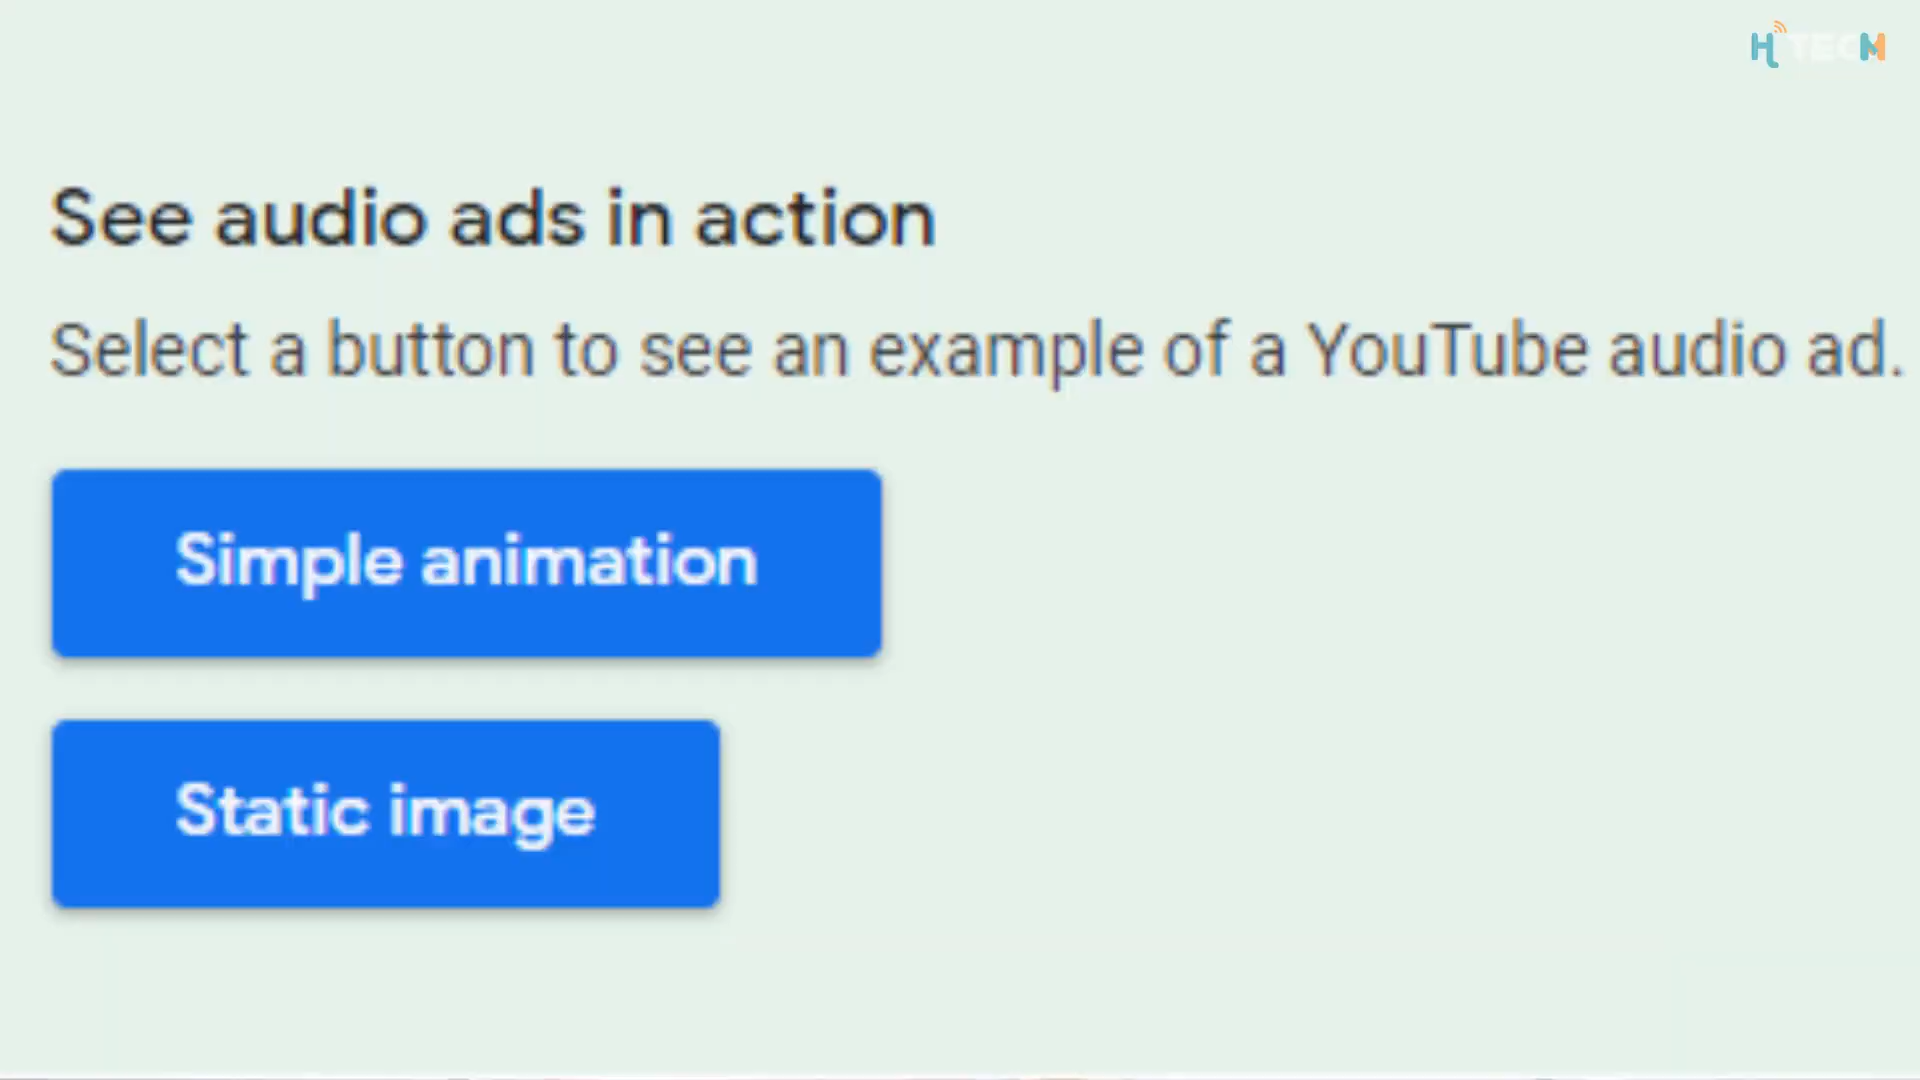 See audio ads in action
Select a button to see an example of a YouTube audio ad.
Simple animation
Static image